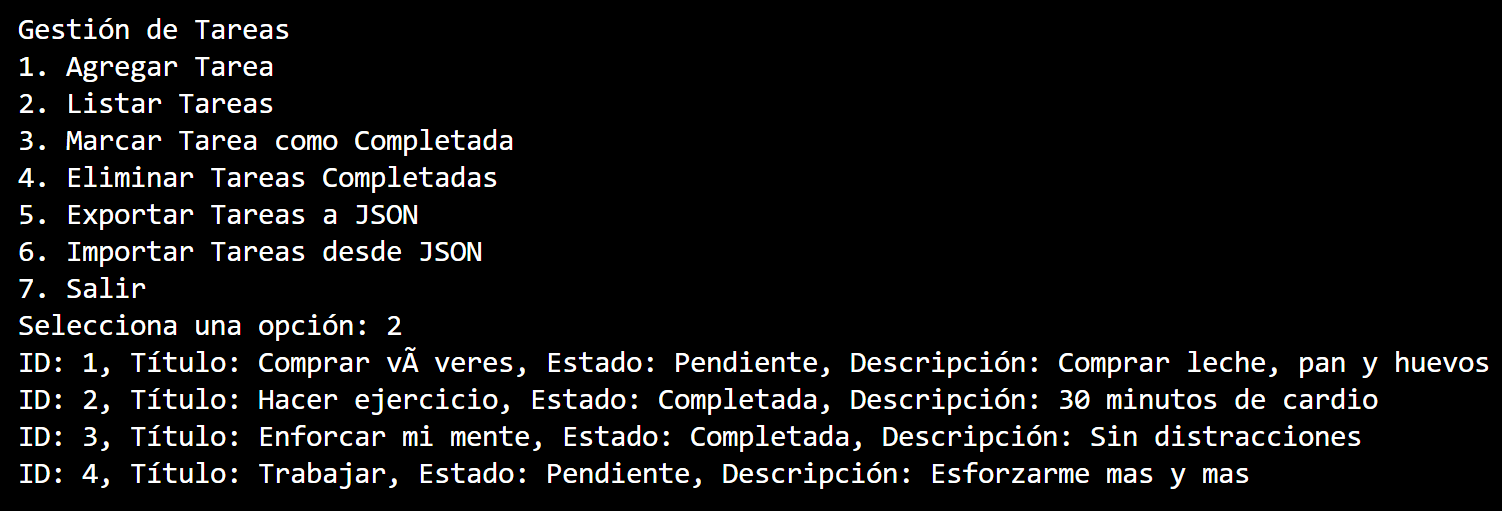 Gestión de Tareas
1. Agregar Tarea
2. Listar Tareas
3. Marcar Tarea como Completada
4. Eliminar Tareas Completadas
5. Exportar Tareas a JSON
6. Importar Tareas desde JSON
7. Salir
Selecciona una opción: 2
ID: 1, Título: Comprar vÃ veres, Estado: Pendiente, Descripción: Comprar leche, pan y huevos
ID: 2, Título: Hacer ejercicio, Estado: Completada, Descripción: 30 minutos de cardio
ID: 3, Título: Enforcar mi mente, Estado: Completada, Descripción: Sin distracciones
ID: 4, Título: Trabajar, Estado: Pendiente, Descripción: Esforzarme mas y mas